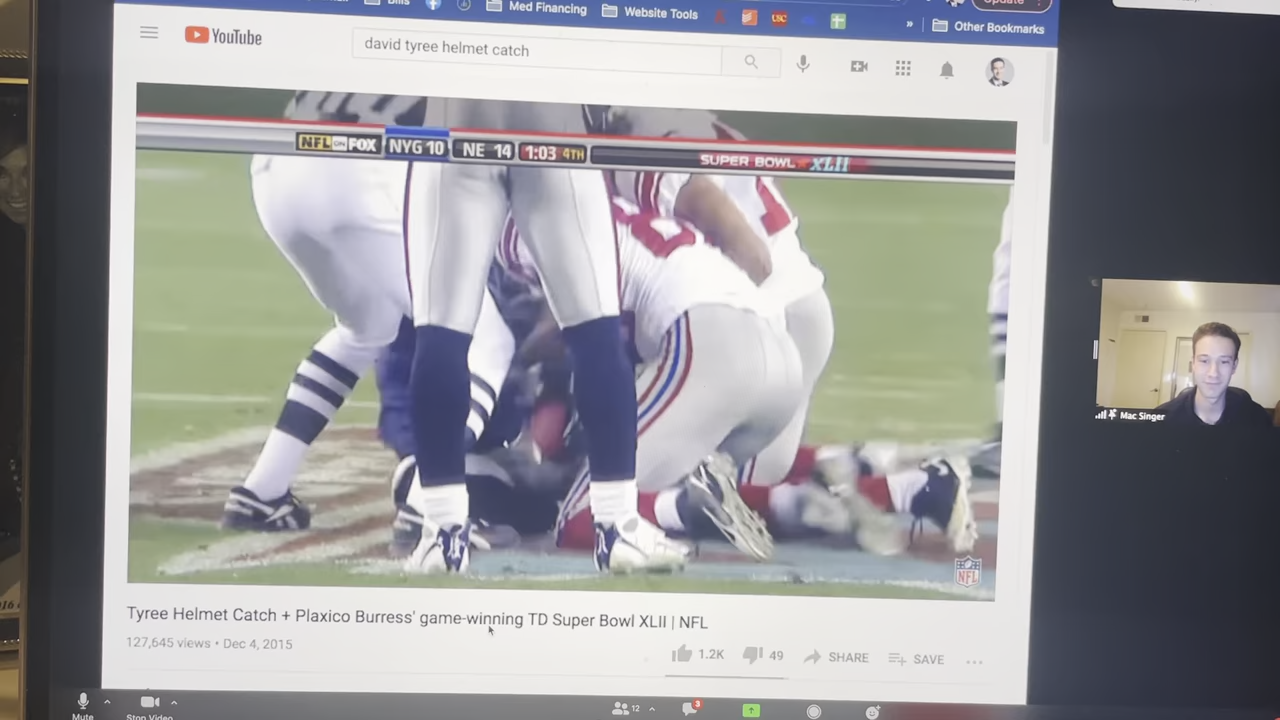 Med Financing
Website Tools
USC
»
Other Bookmarks
YouTube
david tyree helmet catch
NFL on FOX NYG 10 NE 14 1:03 4TH SUPER BOWL XLII
Mac Singer
NFL
Tyree Helmet Catch + Plaxico Burress' game-winning TD Super Bowl XLII | NFL
127,645 views • Dec 4, 2015
1.2K 49 SHARE SAVE
Mute
Stop Video
12
3